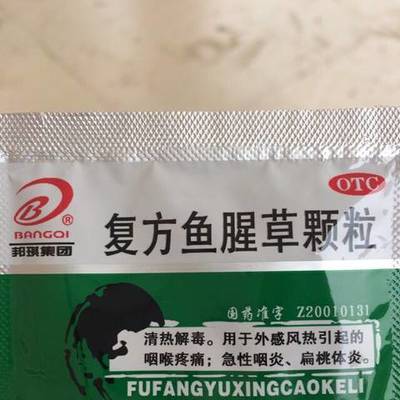 OTC
B
®
BANGQI
邦琪集团
复方鱼腥草颗粒
国药准字 Z20010131
清热解毒。用于外感风热引起的
咽喉疼痛；急性咽炎、扁桃体炎。
FUFANGYUXINGCAOKELI